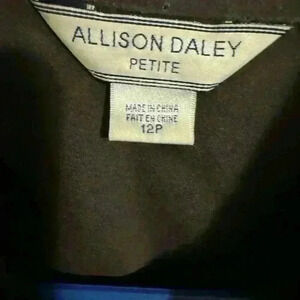 ALLISON DALEY
PETITE
MADE IN CHINA
FAIT EN CHINE
12P